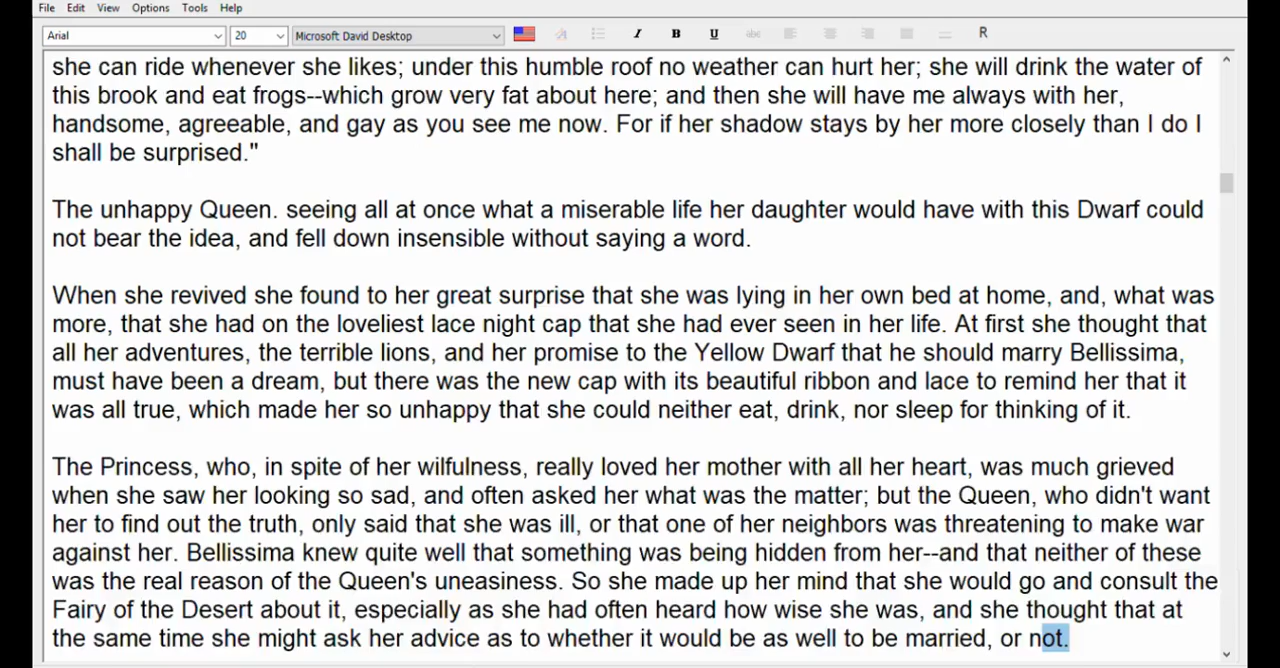 File Edit View Options Tools Help
Arial 20 Microsoft David Desktop I B U abc R
she can ride whenever she likes; under this humble roof no weather can hurt her; she will drink the water of
this brook and eat frogs--which grow very fat about here; and then she will have me always with her,
handsome, agreeable, and gay as you see me now. For if her shadow stays by her more closely than I do I
shall be surprised."
The unhappy Queen. seeing all at once what a miserable life her daughter would have with this Dwarf could
not bear the idea, and fell down insensible without saying a word.
When she revived she found to her great surprise that she was lying in her own bed at home, and, what was
more, that she had on the loveliest lace night cap that she had ever seen in her life. At first she thought that
all her adventures, the terrible lions, and her promise to the Yellow Dwarf that he should marry Bellissima,
must have been a dream, but there was the new cap with its beautiful ribbon and lace to remind her that it
was all true, which made her so unhappy that she could neither eat, drink, nor sleep for thinking of it.
The Princess, who, in spite of her wilfulness, really loved her mother with all her heart, was much grieved
when she saw her looking so sad, and often asked her what was the matter; but the Queen, who didn't want
her to find out the truth, only said that she was ill, or that one of her neighbors was threatening to make war
against her. Bellissima knew quite well that something was being hidden from her--and that neither of these
was the real reason of the Queen's uneasiness. So she made up her mind that she would go and consult the
Fairy of the Desert about it, especially as she had often heard how wise she was, and she thought that at
the same time she might ask her advice as to whether it would be as well to be married, or not.